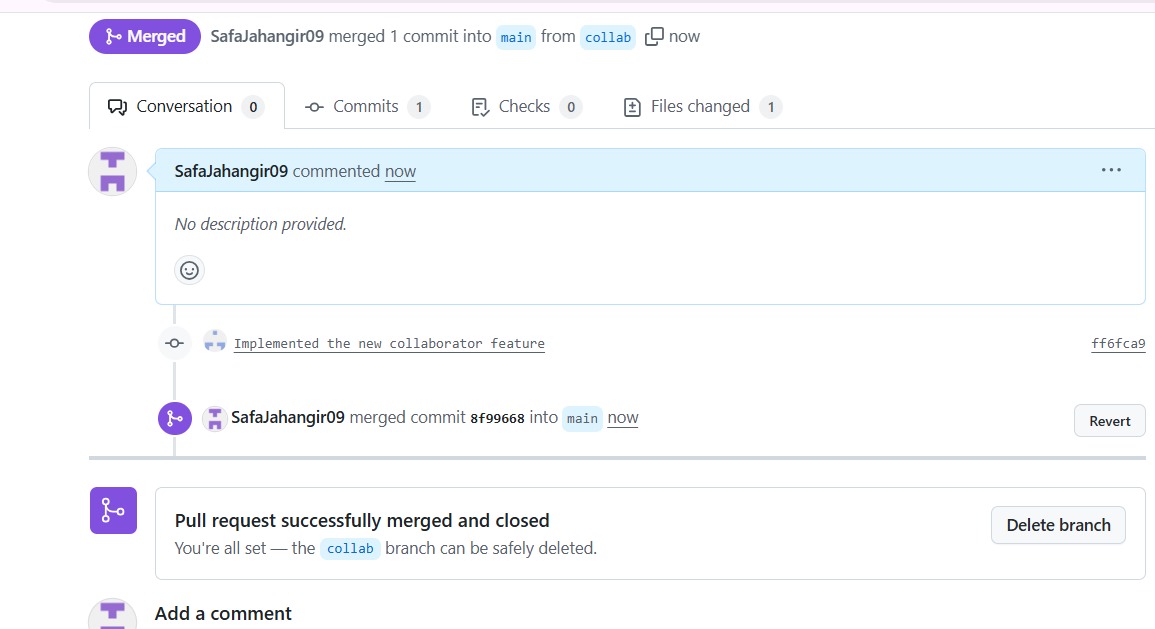 Merged SafaJahangir09 merged 1 commit into main from collab now
Conversation 0 Commits 1 Checks 0 Files changed 1
SafaJahangir09 commented now
No description provided.
Implemented the new collaborator feature ff6fca9
SafaJahangir09 merged commit 8f99668 into main now Revert
Pull request successfully merged and closed
Delete branch
You're all set — the collab branch can be safely deleted.
Add a comment